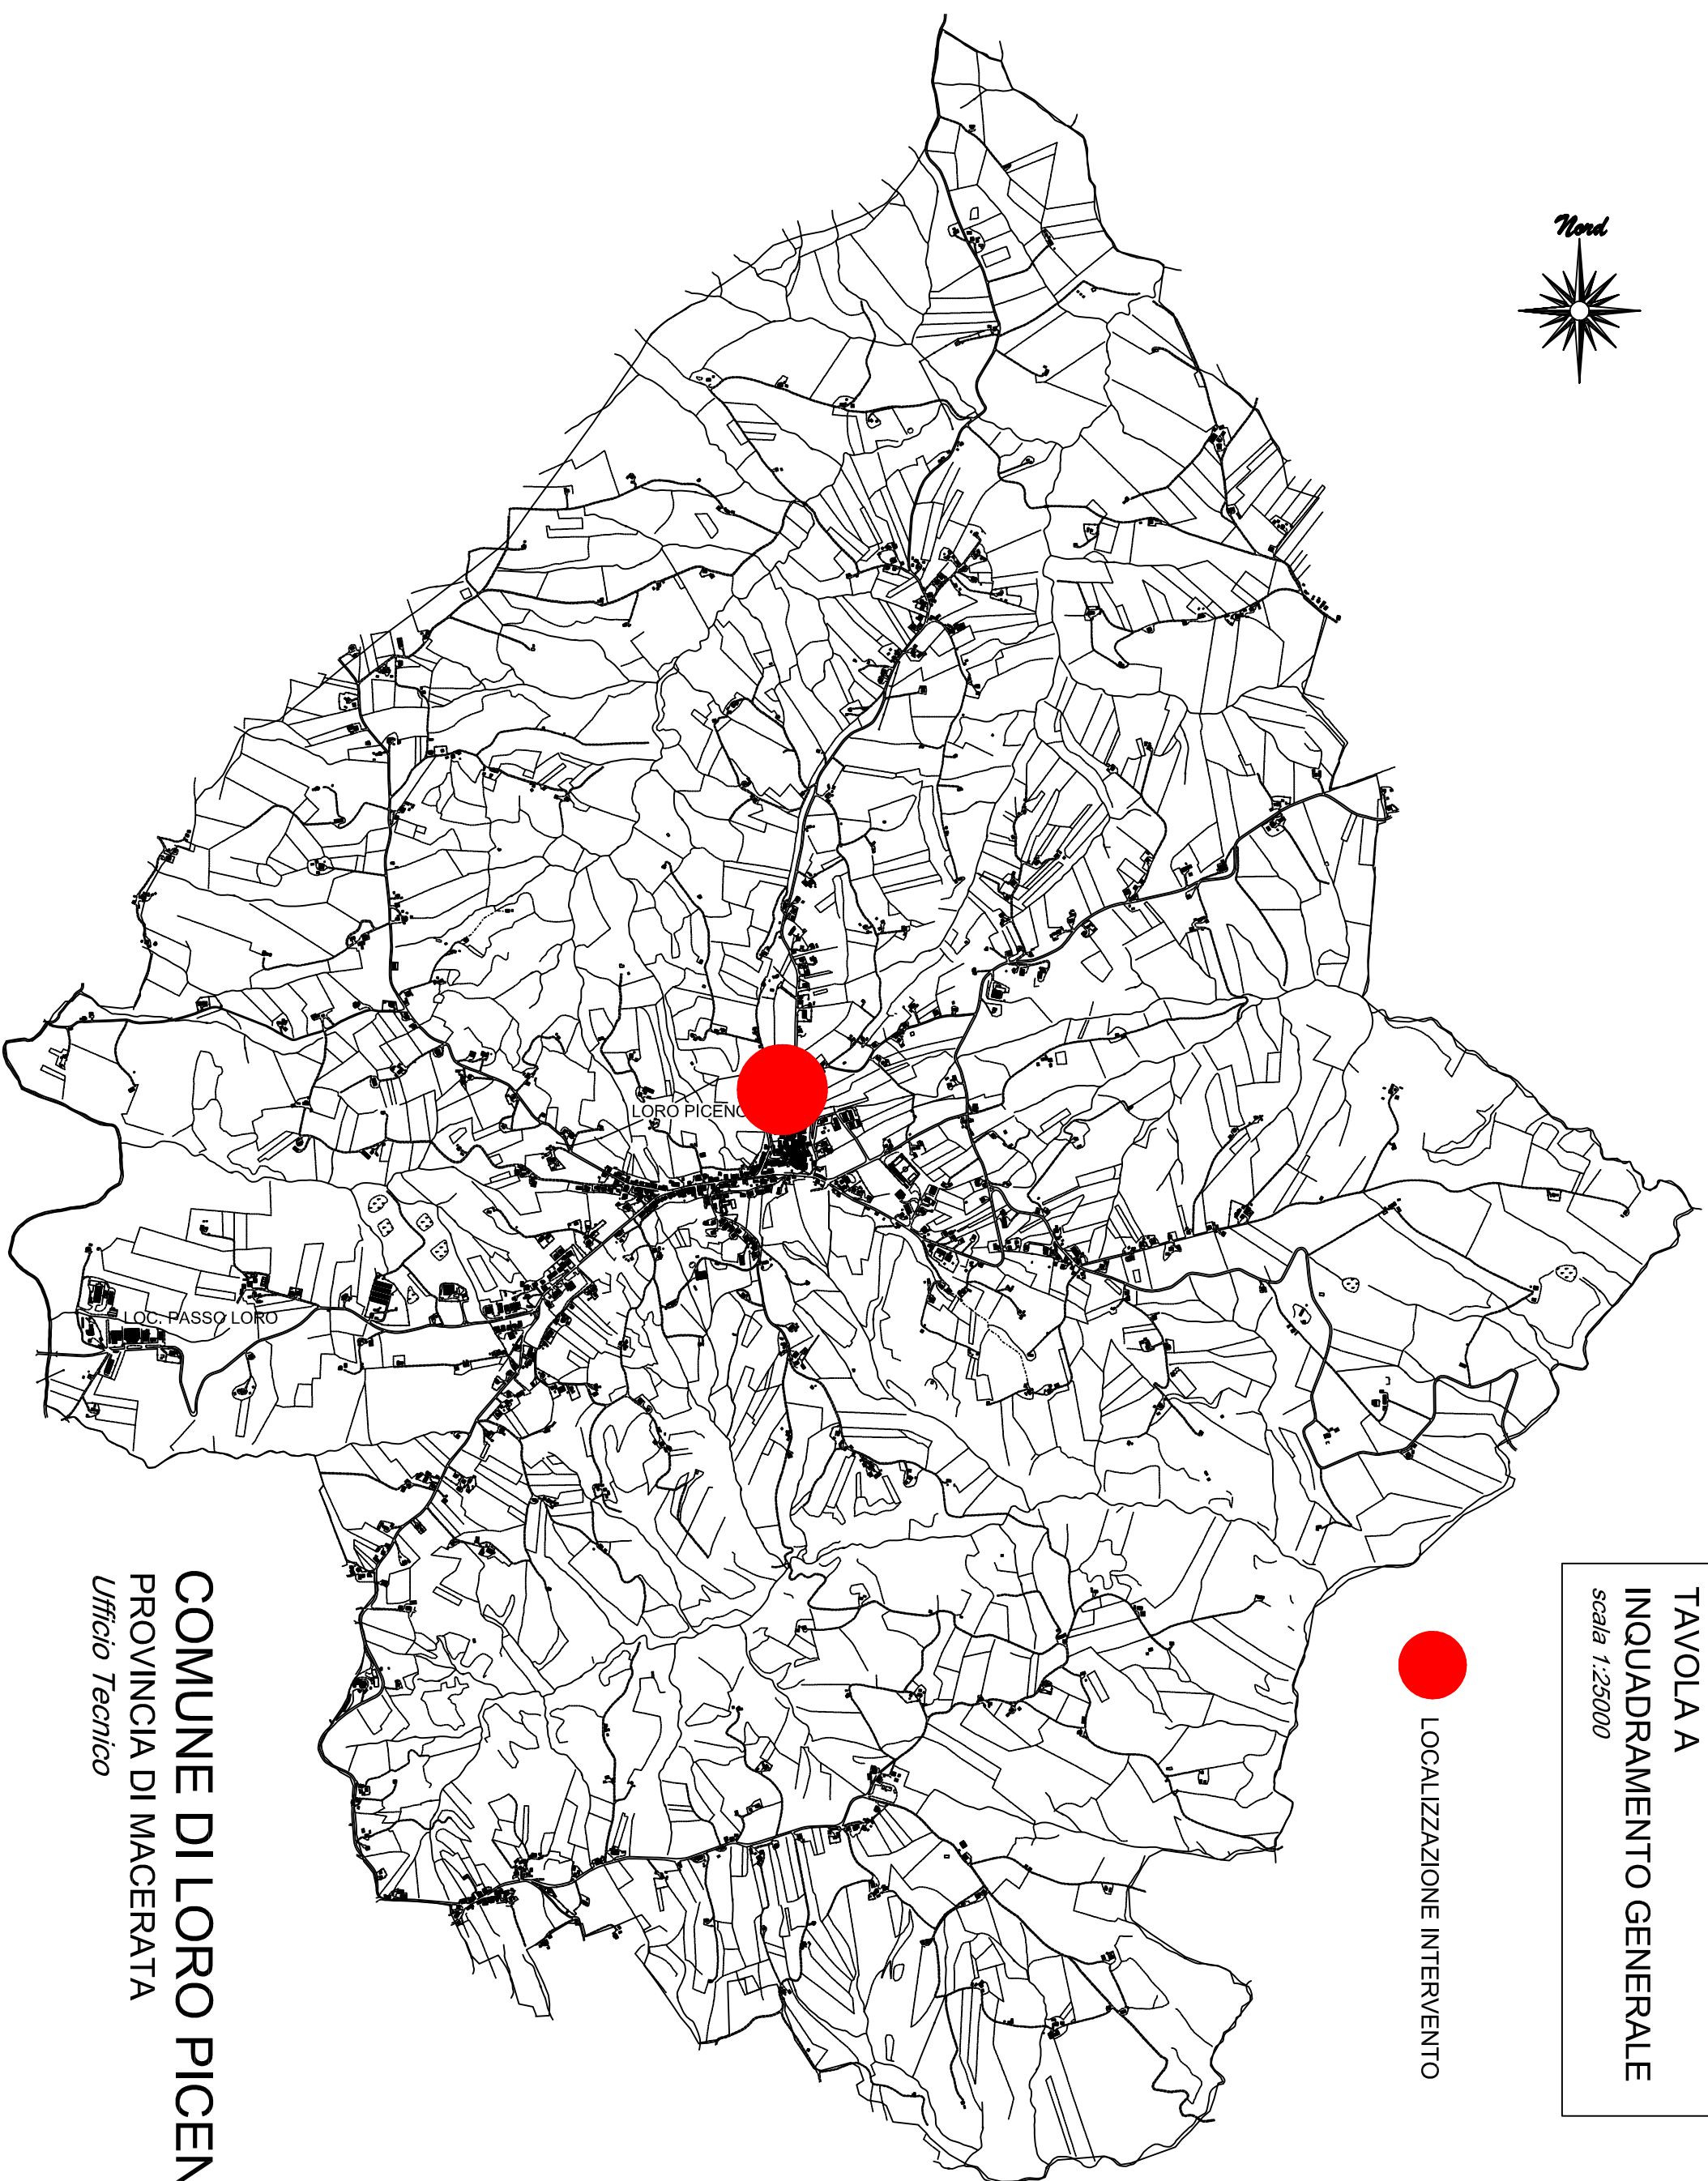 Nord
TAVOLA A
INQUADRAMENTO GENERALE
scala 1:25000
LOCALIZZAZIONE INTERVENTO
LORO PICENO
LOC. PASSO LORO
COMUNE DI LORO PICEN
PROVINCIA DI MACERATA
Ufficio Tecnico